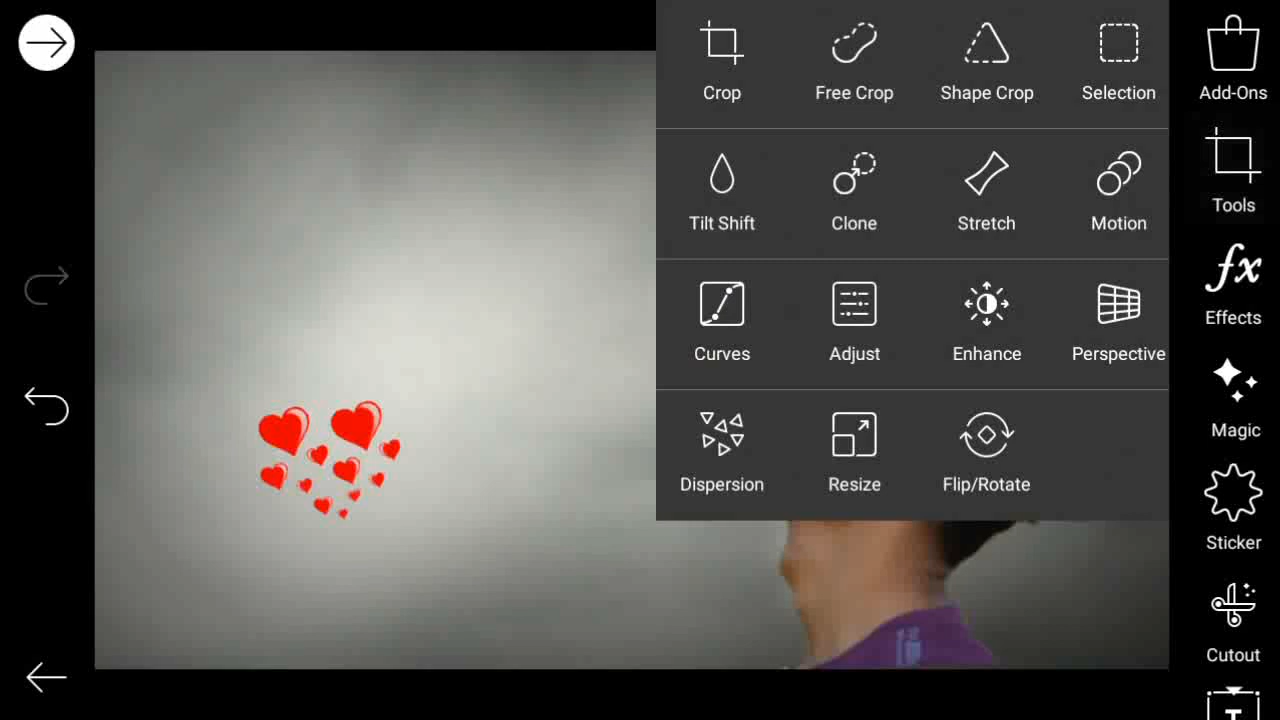 Crop Free Crop Shape Crop Selection
Tilt Shift Clone Stretch Motion
Curves Adjust Enhance Perspective
Dispersion Resize Flip/Rotate
Add-Ons
Tools
fx
Effects
Magic
Sticker
Cutout
T